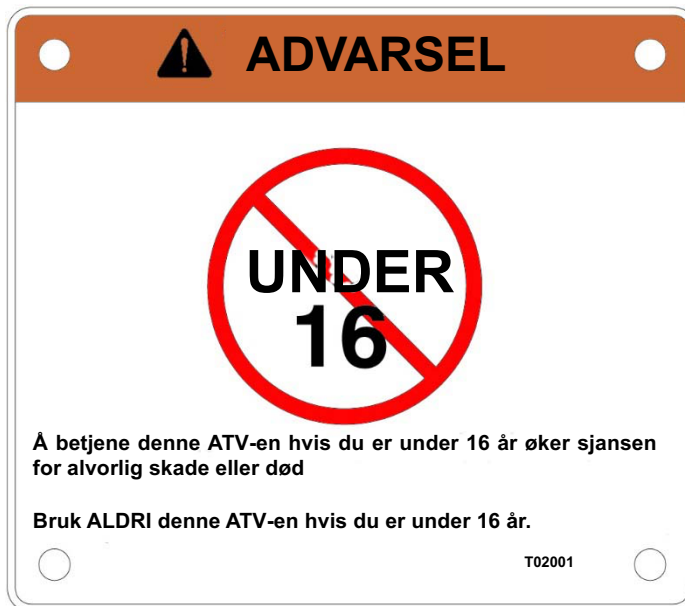 ADVARSEL
UNDER
16
Å betjene denne ATV-en hvis du er under 16 år øker sjansen
for alvorlig skade eller død
Bruk ALDRI denne ATV-en hvis du er under 16 år.
T02001